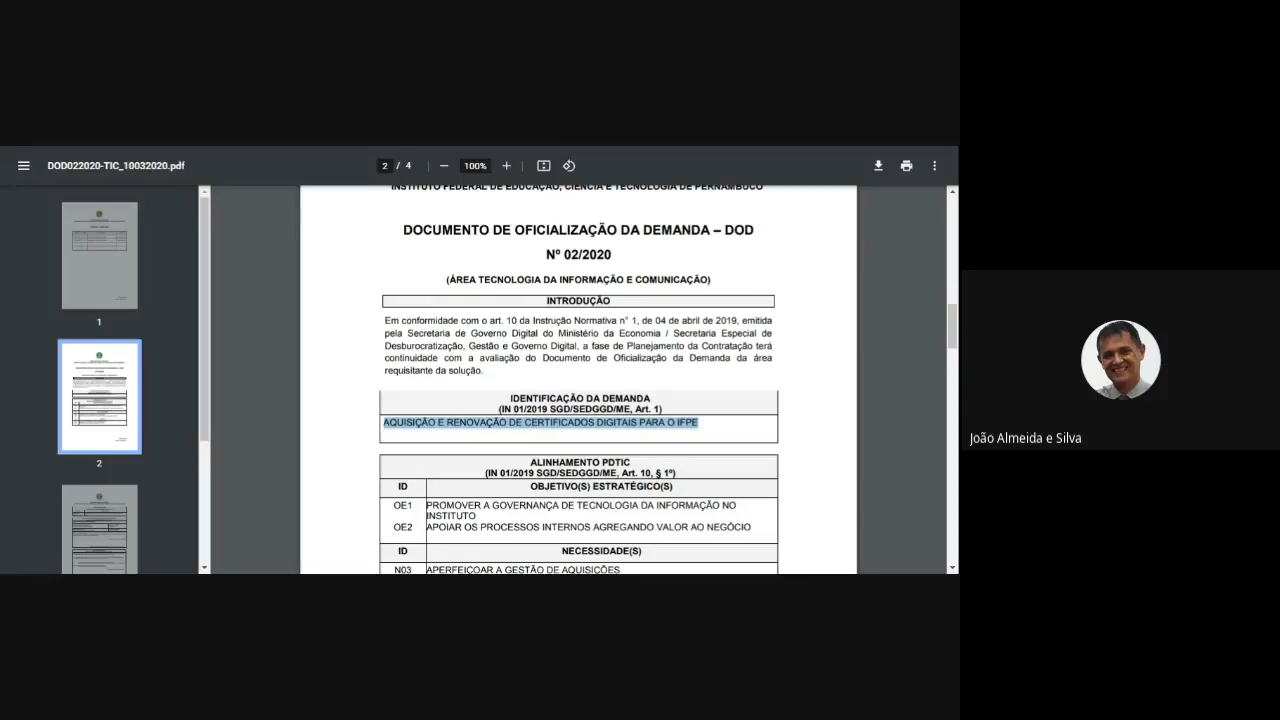 DOD022020-TIC_10032020.pdf
2 / 4
100%
1
2
INSTITUTO FEDERAL DE EDUCAÇÃO, CIÊNCIA E TECNOLOGIA DE PERNAMBUCO
DOCUMENTO DE OFICIALIZAÇÃO DA DEMANDA – DOD
Nº 02/2020
(ÁREA TECNOLOGIA DA INFORMAÇÃO E COMUNICAÇÃO)
INTRODUÇÃO
Em conformidade com o art. 10 da Instrução Normativa n° 1, de 04 de abril de 2019, emitida
pela Secretaria de Governo Digital do Ministério da Economia / Secretaria Especial de
Desburocratização, Gestão e Governo Digital, a fase de Planejamento da Contratação terá
continuidade com a avaliação do Documento de Oficialização da Demanda da área
requisitante da solução.
IDENTIFICAÇÃO DA DEMANDA
(IN 01/2019 SGD/SEDGGD/ME, Art. 1)
AQUISIÇÃO E RENOVAÇÃO DE CERTIFICADOS DIGITAIS PARA O IFPE
ALINHAMENTO PDTIC
(IN 01/2019 SGD/SEDGGD/ME, Art. 10, § 1º)
ID OBJETIVO(S) ESTRATÉGICO(S)
OE1 PROMOVER A GOVERNANÇA DE TECNOLOGIA DA INFORMAÇÃO NO
INSTITUTO
OE2 APOIAR OS PROCESSOS INTERNOS AGREGANDO VALOR AO NEGÓCIO
ID NECESSIDADE(S)
N03 APERFEIÇOAR A GESTÃO DE AQUISIÇÕES
João Almeida e Silva